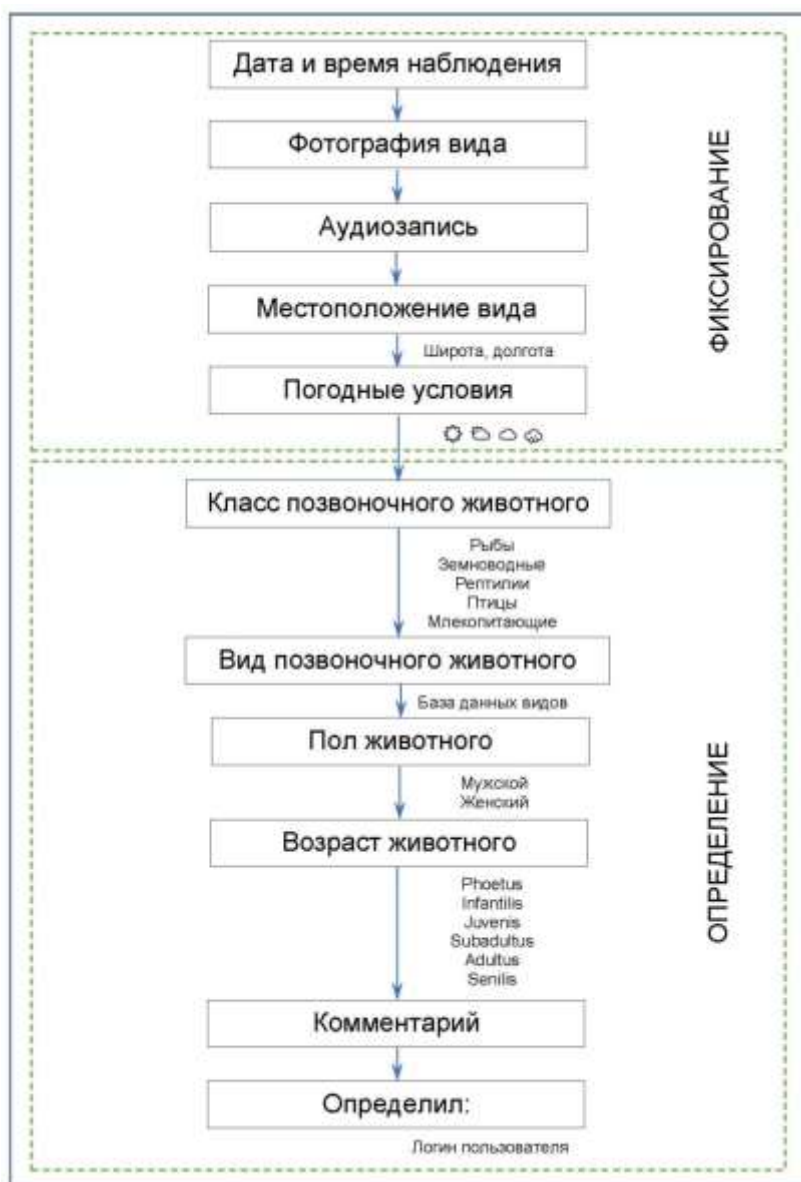 Дата и время наблюдения
Фотография вида
Аудиозапись
Местоположение вида
Широта, долгота
Погодные условия
ФИКСИРОВАНИЕ
Класс позвоночного животного
Рыбы
Земноводные
Рептилии
Птицы
Млекопитающие
Вид позвоночного животного
База данных видов
Пол животного
Мужской
Женский
Возраст животного
Phoetus
Infantilis
Juvenis
Subadultus
Adultus
Senilis
Комментарий
Определил:
Логин пользователя
ОПРЕДЕЛЕНИЕ